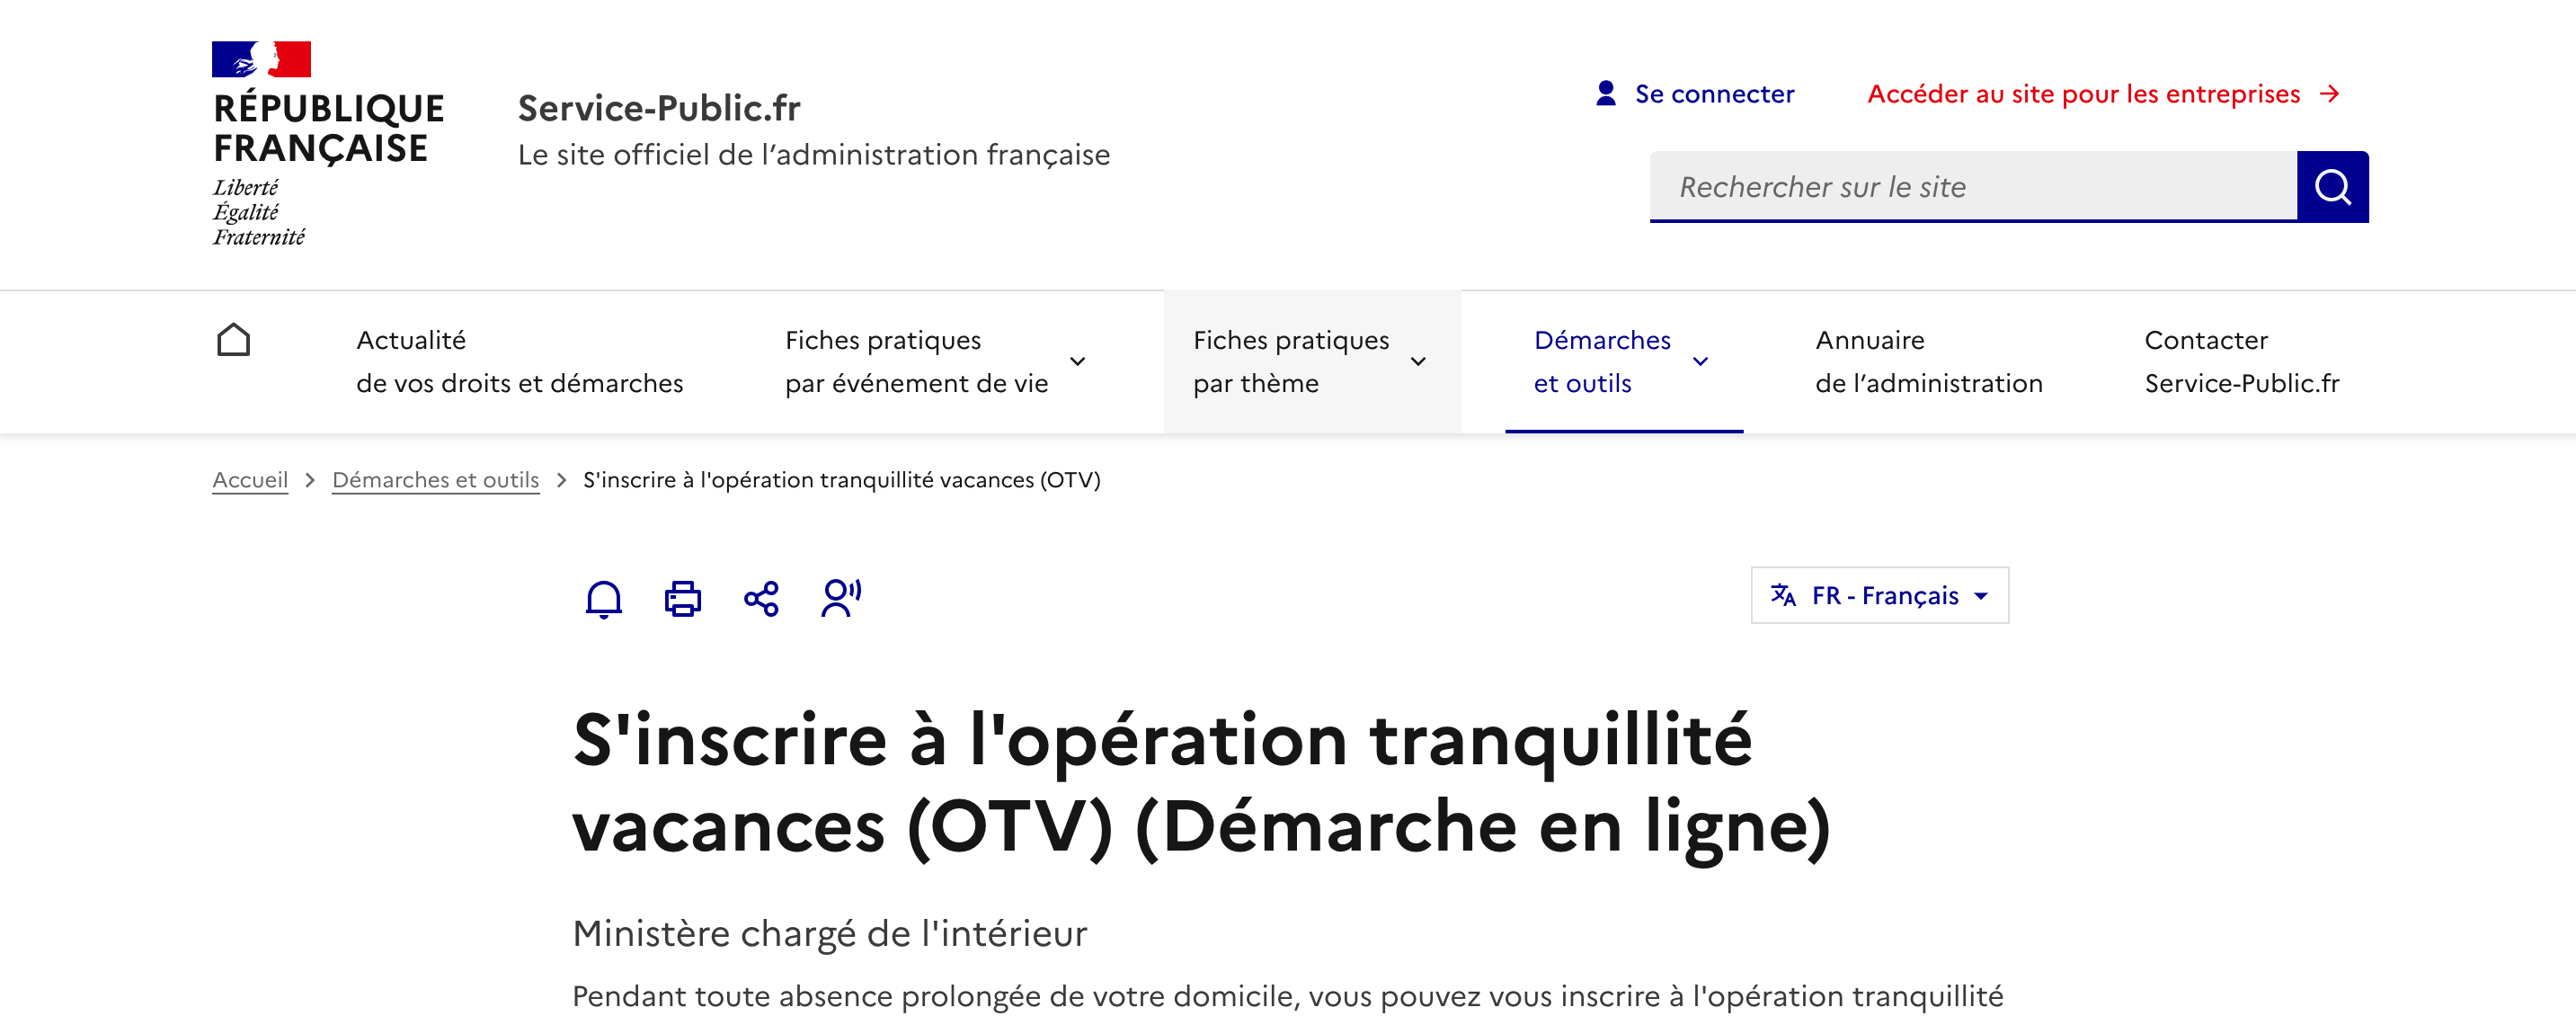 RÉPUBLIQUE
FRANÇAISE
Liberté
Égalité
Fraternité
Service-Public.fr
Le site officiel de l’administration française
Se connecter
Accéder au site pour les entreprises
Rechercher sur le site
Actualité
de vos droits et démarches
Fiches pratiques
par événement de vie
Fiches pratiques
par thème
Démarches
et outils
Annuaire
de l’administration
Contacter
Service-Public.fr
Accueil > Démarches et outils > S'inscrire à l'opération tranquillité vacances (OTV)
FR - Français
S'inscrire à l'opération tranquillité
vacances (OTV) (Démarche en ligne)
Ministère chargé de l'intérieur
Pendant toute absence prolongée de votre domicile, vous pouvez vous inscrire à l'opération tranquillité